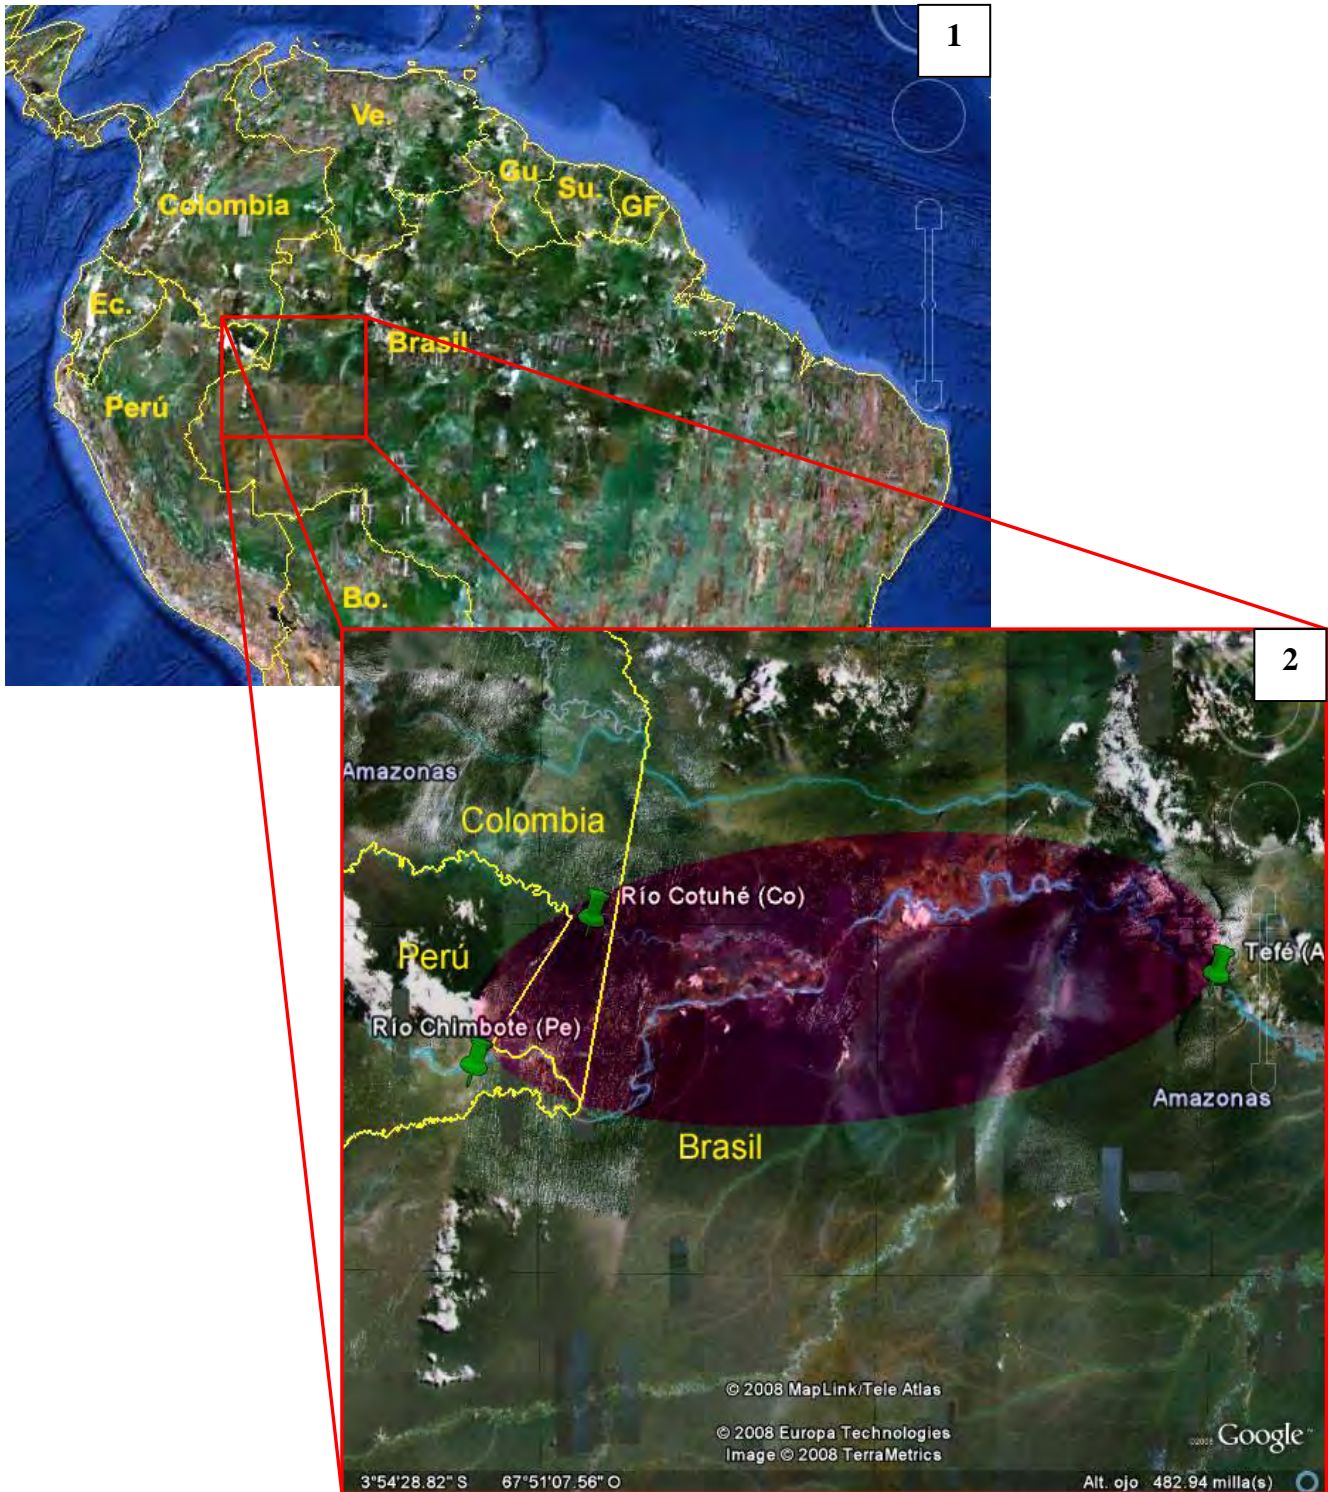 1
Ve.
Gu
Su.
GF.
Colombia
Ec.
Brasil
Perú
Bo.
2
Amazonas
Colombia
Río Cotuhé (Co)
Perú
Tefé (A
Río Chimbote (Pe)
Amazonas
Brasil
© 2008 MapLink/Tele Atlas
© 2008 Europa Technologies
Image © 2008 TerraMetrics
©2008 Google™
3°54'28.82" S 67°51'07.56" O Alt. ojo 482.94 milla(s)